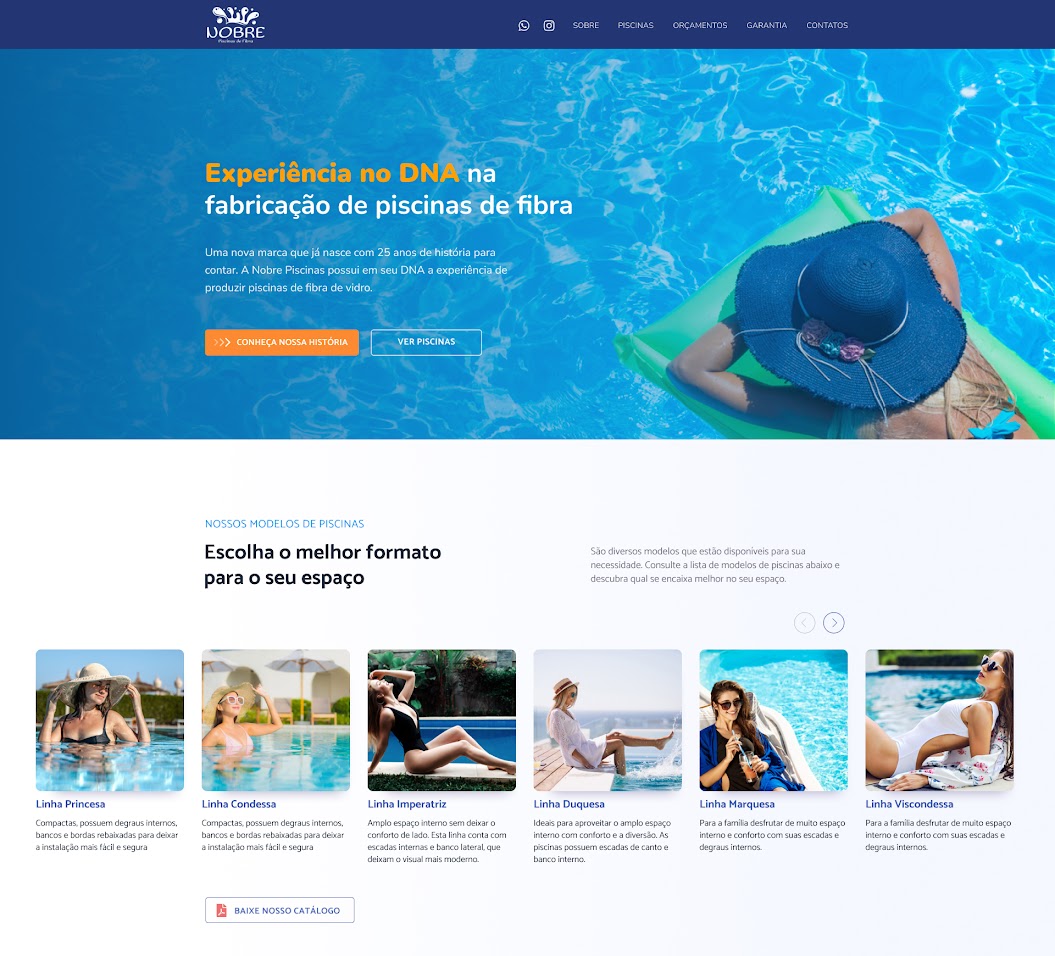 NOBRE
Piscinas de Fibra
SOBRE
PISCINAS
ORÇAMENTOS
GARANTIA
CONTATOS
Experiência no DNA na
fabricação de piscinas de fibra
Uma nova marca que já nasce com 25 anos de história para
contar. A Nobre Piscinas possui em seu DNA a experiência de
produzir piscinas de fibra de vidro.
CONHEÇA NOSSA HISTÓRIA
VER PISCINAS
NOSSOS MODELOS DE PISCINAS
Escolha o melhor formato
para o seu espaço
São diversos modelos que estão disponíveis para sua
necessidade. Consulte a lista de modelos de piscinas abaixo e
descubra qual se encaixa melhor no seu espaço.
Linha Princesa
Compactas, possuem degraus internos,
bancos e bordas rebaixadas para deixar
a instalação mais fácil e segura
Linha Condessa
Compactas, possuem degraus internos,
bancos e bordas rebaixadas para deixar
a instalação mais fácil e segura
Linha Imperatriz
Amplo espaço interno sem deixar o
conforto de lado. Esta linha conta com
escadas internas e banco lateral, que
deixam o visual mais moderno.
Linha Duquesa
Ideais para aproveitar o amplo espaço
interno com conforto e a diversão. As
piscinas possuem escadas de canto e
banco interno.
Linha Marquesa
Para a família desfrutar de muito espaço
interno e conforto com suas escadas e
degraus internos.
Linha Viscondessa
Para a família desfrutar de muito espaço
interno e conforto com suas escadas e
degraus internos.
BAIXE NOSSO CATÁLOGO